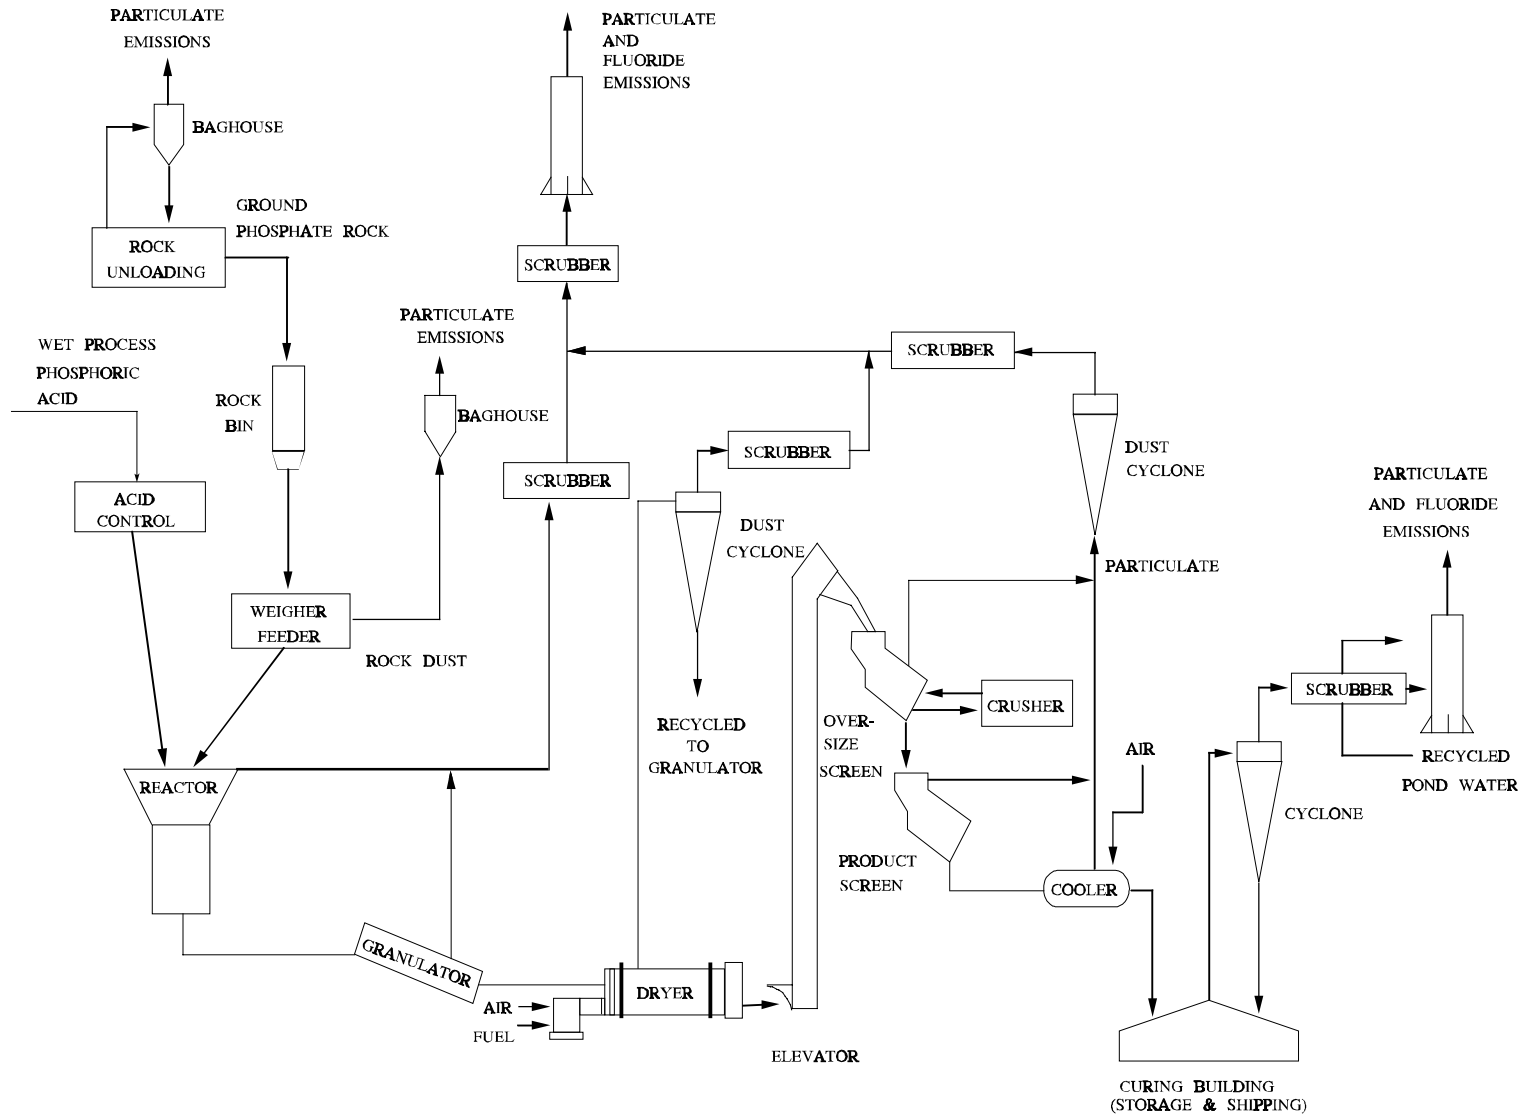 PARTICULATE
EMISSIONS
PARTICULATE
AND
FLUORIDE
EMISSIONS
BAGHOUSE
GROUND
PHOSPHATE ROCK
ROCK
UNLOADING
SCRUBBER
PARTICULATE
EMISSIONS
WET PROCESS
PHOSPHORIC
ACID
SCRUBBER
ROCK
BIN
BAGHOUSE
SCRUBBER
DUST
CYCLONE
SCRUBBER
PARTICULATE
AND FLUORIDE
EMISSIONS
ACID
CONTROL
DUST
CYCLONE
PARTICULATE
WEIGHER
FEEDER
ROCK DUST
SCRUBBER
CRUSHER
RECYCLED
TO
GRANULATOR
OVER-
SIZE
SCREEN
AIR
RECYCLED
POND WATER
REACTOR
CYCLONE
PRODUCT
SCREEN
COOLER
GRANULATOR
DRYER
AIR
FUEL
ELEVATOR
CURING BUILDING
(STORAGE & SHIPPING)